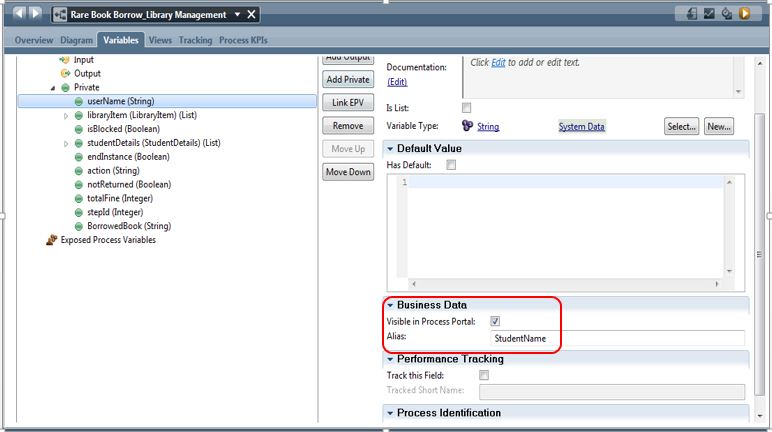 Rare Book Borrow_Library Management
Overview Diagram Variables Views Tracking Process KPIs
Input
Output
Private
userName (String)
libraryItem (LibraryItem) (List)
isBlocked (Boolean)
studentDetails (StudentDetails) (List)
endInstance (Boolean)
action (String)
notReturned (Boolean)
totalFine (Integer)
stepId (Integer)
BorrowedBook (String)
Exposed Process Variables
Add Output
Add Private
Link EPV
Remove
Move Up
Move Down
Documentation:
(Edit)
Click Edit to add or edit text.
Is List:
Variable Type: String System Data Select... New...
Default Value
Has Default:
1
Business Data
Visible in Process Portal:
Alias: StudentName
Performance Tracking
Track this Field:
Tracked Short Name:
Process Identification